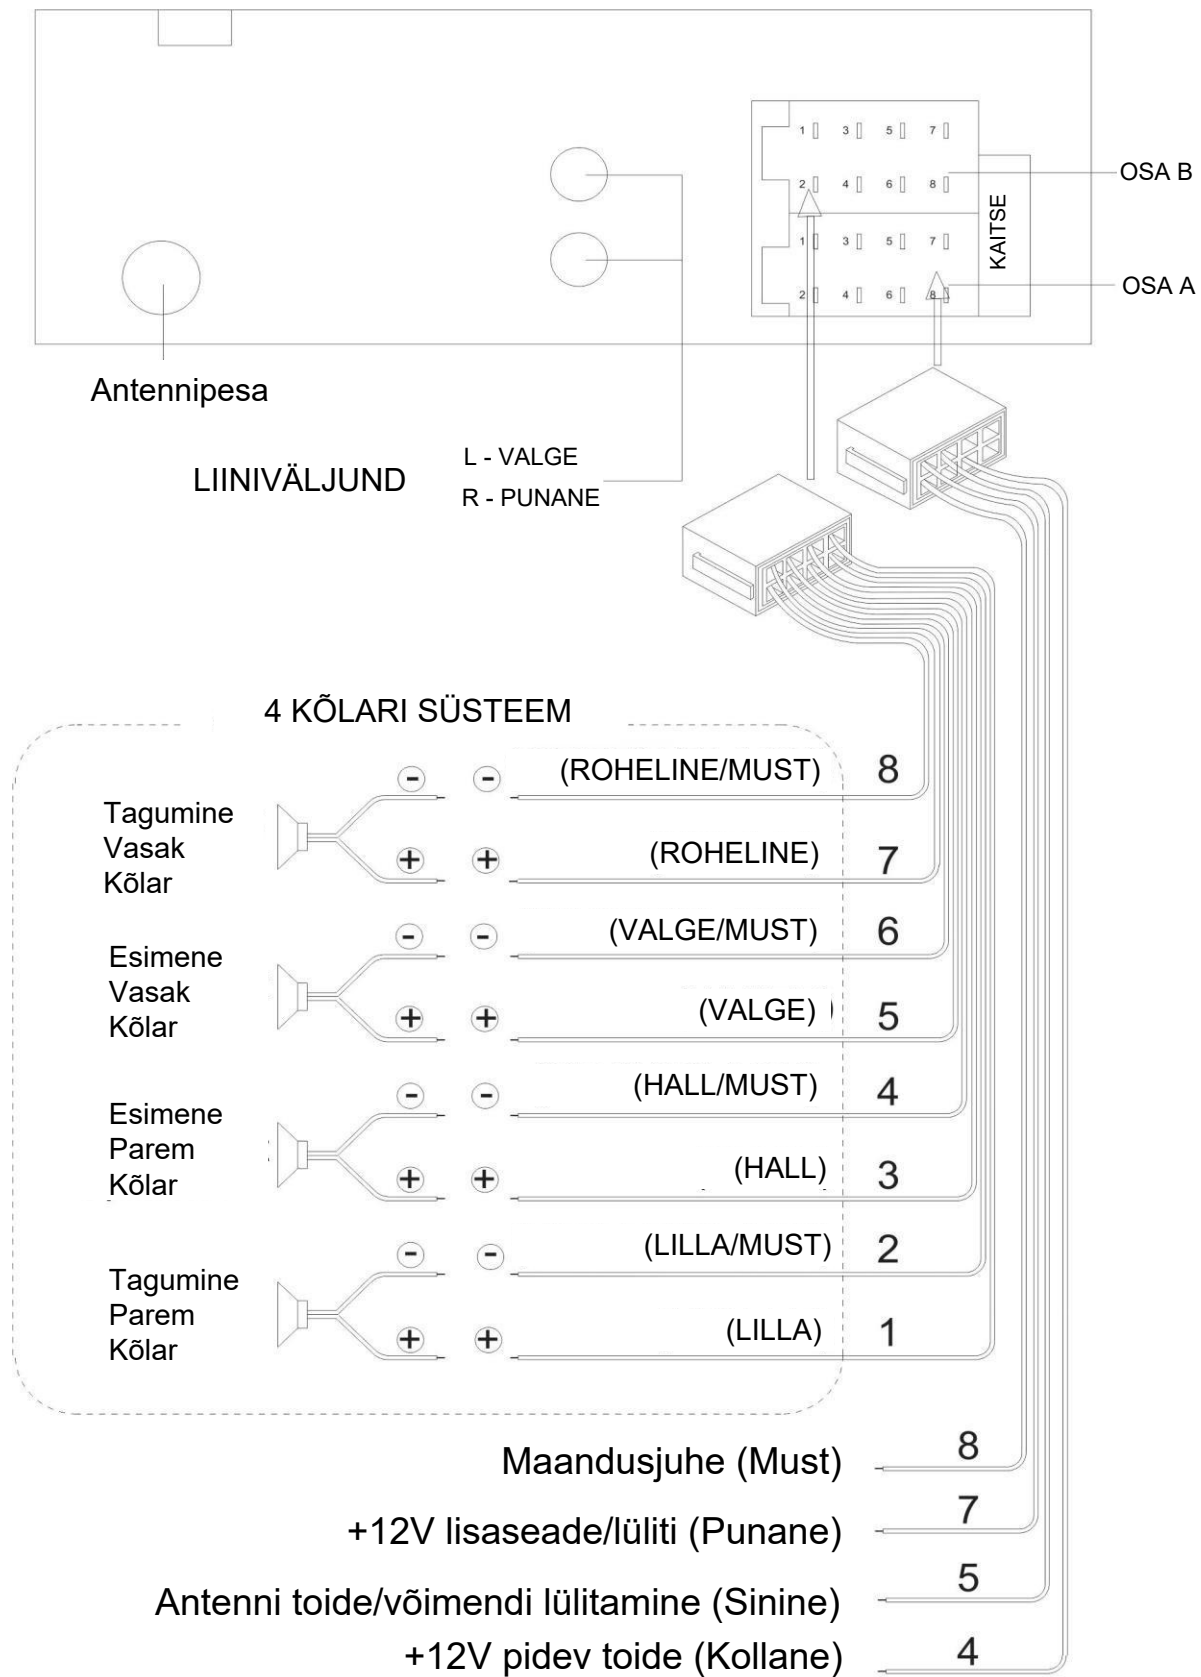 1 3 5 7
2 4 6 8
OSA B
KAITSE
1 3 5 7
2 4 6 8
OSA A
Antennipesa
LIINIVÄLJUND
L - VALGE
R - PUNANE
4 KÕLARI SÜSTEEM
Tagumine
Vasak
Kõlar
- - (ROHELINE/MUST) 8
+ + (ROHELINE) 7
Esimene
Vasak
Kõlar
- - (VALGE/MUST) 6
+ + (VALGE) 5
Esimene
Parem
Kõlar
- - (HALL/MUST) 4
+ + (HALL) 3
Tagumine
Parem
Kõlar
- - (LILLA/MUST) 2
+ + (LILLA) 1
Maandusjuhe (Must) 8
+12V lisaseade/lüliti (Punane) 7
Antenni toide/võimendi lülitamine (Sinine) 5
+12V pidev toide (Kollane) 4